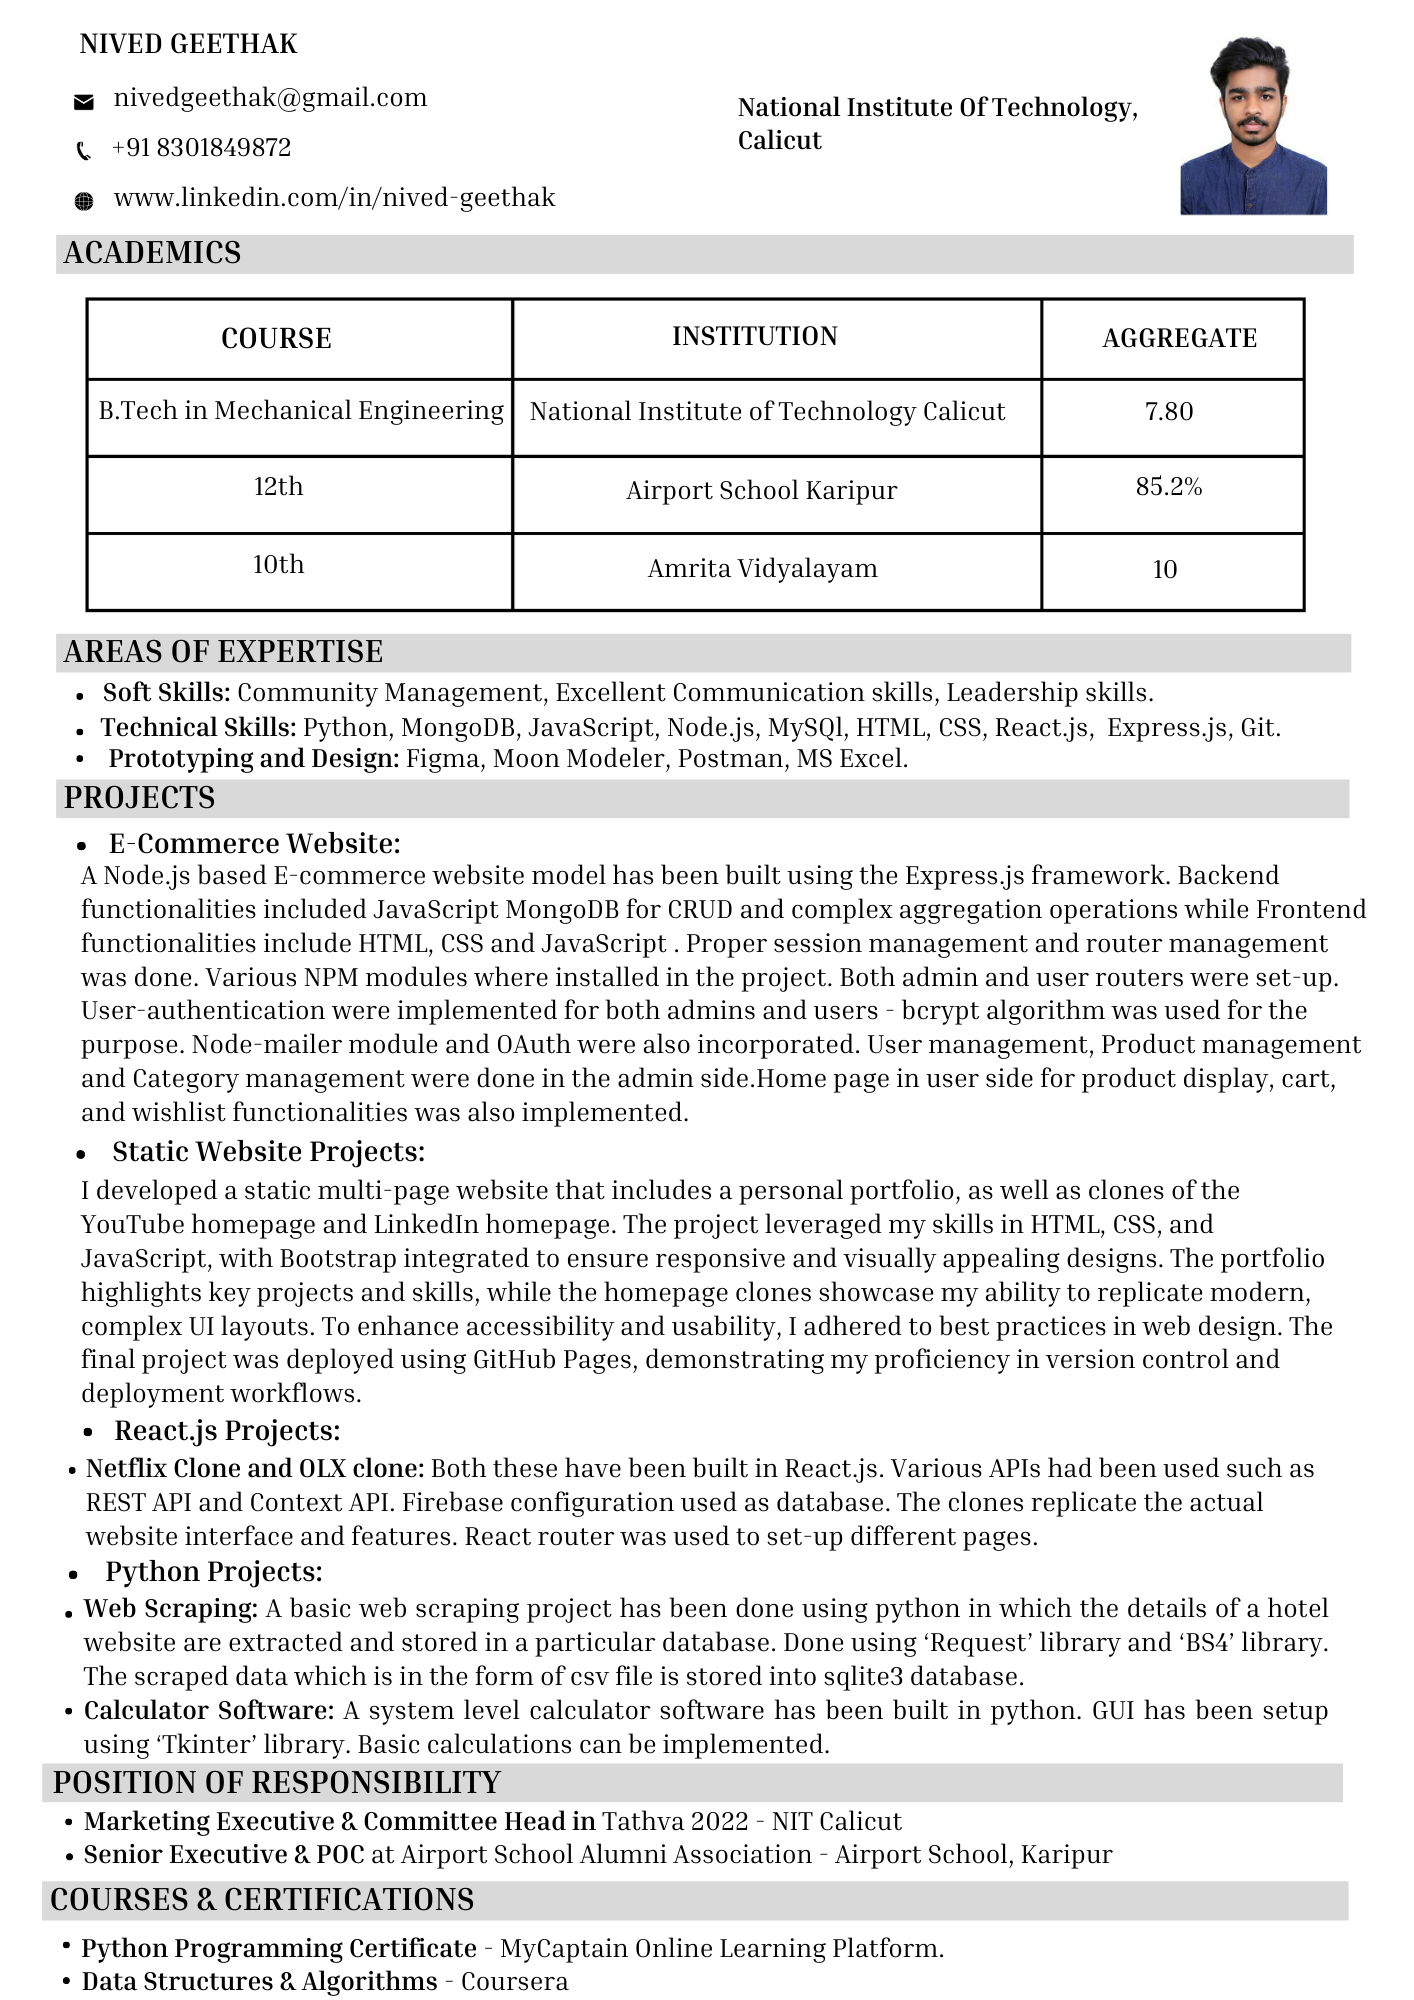 NIVED GEETHAK
nivedgeethak@gmail.com
+91 8301849872
www.linkedin.com/in/nived-geethak
National Institute Of Technology,
Calicut
ACADEMICS
COURSE INSTITUTION AGGREGATE
B.Tech in Mechanical Engineering National Institute of Technology Calicut 7.80
12th Airport School Karipur 85.2%
10th Amrita Vidyalayam 10
AREAS OF EXPERTISE
• Soft Skills: Community Management, Excellent Communication skills, Leadership skills.
• Technical Skills: Python, MongoDB, JavaScript, Node.js, MySQl, HTML, CSS, React.js, Express.js, Git.
• Prototyping and Design: Figma, Moon Modeler, Postman, MS Excel.
PROJECTS
• E-Commerce Website:
A Node.js based E-commerce website model has been built using the Express.js framework. Backend
functionalities included JavaScript MongoDB for CRUD and complex aggregation operations while Frontend
functionalities include HTML, CSS and JavaScript . Proper session management and router management
was done. Various NPM modules where installed in the project. Both admin and user routers were set-up.
User-authentication were implemented for both admins and users - bcrypt algorithm was used for the
purpose. Node-mailer module and OAuth were also incorporated. User management, Product management
and Category management were done in the admin side.Home page in user side for product display, cart,
and wishlist functionalities was also implemented.
• Static Website Projects:
I developed a static multi-page website that includes a personal portfolio, as well as clones of the
YouTube homepage and LinkedIn homepage. The project leveraged my skills in HTML, CSS, and
JavaScript, with Bootstrap integrated to ensure responsive and visually appealing designs. The portfolio
highlights key projects and skills, while the homepage clones showcase my ability to replicate modern,
complex UI layouts. To enhance accessibility and usability, I adhered to best practices in web design. The
final project was deployed using GitHub Pages, demonstrating my proficiency in version control and
deployment workflows.
• React.js Projects:
• Netflix Clone and OLX clone: Both these have been built in React.js. Various APIs had been used such as
REST API and Context API. Firebase configuration used as database. The clones replicate the actual
website interface and features. React router was used to set-up different pages.
• Python Projects:
• Web Scraping: A basic web scraping project has been done using python in which the details of a hotel
website are extracted and stored in a particular database. Done using ‘Request’ library and ‘BS4’ library.
The scraped data which is in the form of csv file is stored into sqlite3 database.
• Calculator Software: A system level calculator software has been built in python. GUI has been setup
using ‘Tkinter’ library. Basic calculations can be implemented.
POSITION OF RESPONSIBILITY
• Marketing Executive & Committee Head in Tathva 2022 - NIT Calicut
• Senior Executive & POC at Airport School Alumni Association - Airport School, Karipur
COURSES & CERTIFICATIONS
• Python Programming Certificate - MyCaptain Online Learning Platform.
• Data Structures & Algorithms - Coursera